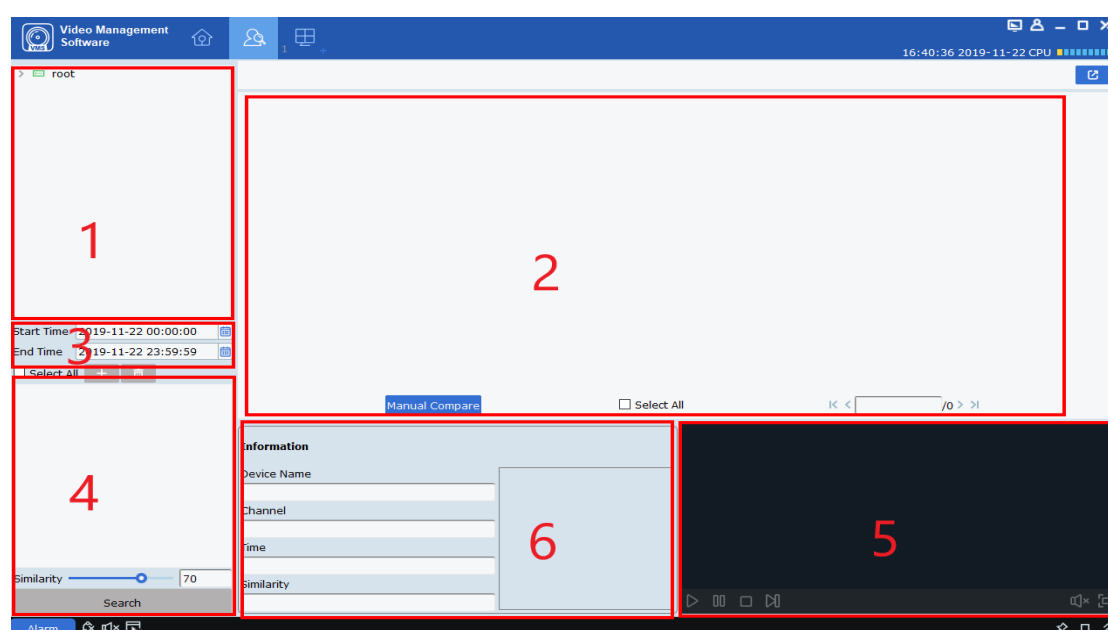 Video Management
Software
VMS
1
+
16:40:36 2019-11-22 CPU
root
1
2
Start Time 2019-11-22 00:00:00
End Time 2019-11-22 23:59:59
3
Select All +
Manual Compare
Select All
/0
4
Similarity 70
Search
Information
Device Name
Channel
Time
Similarity
6
5
Alarm